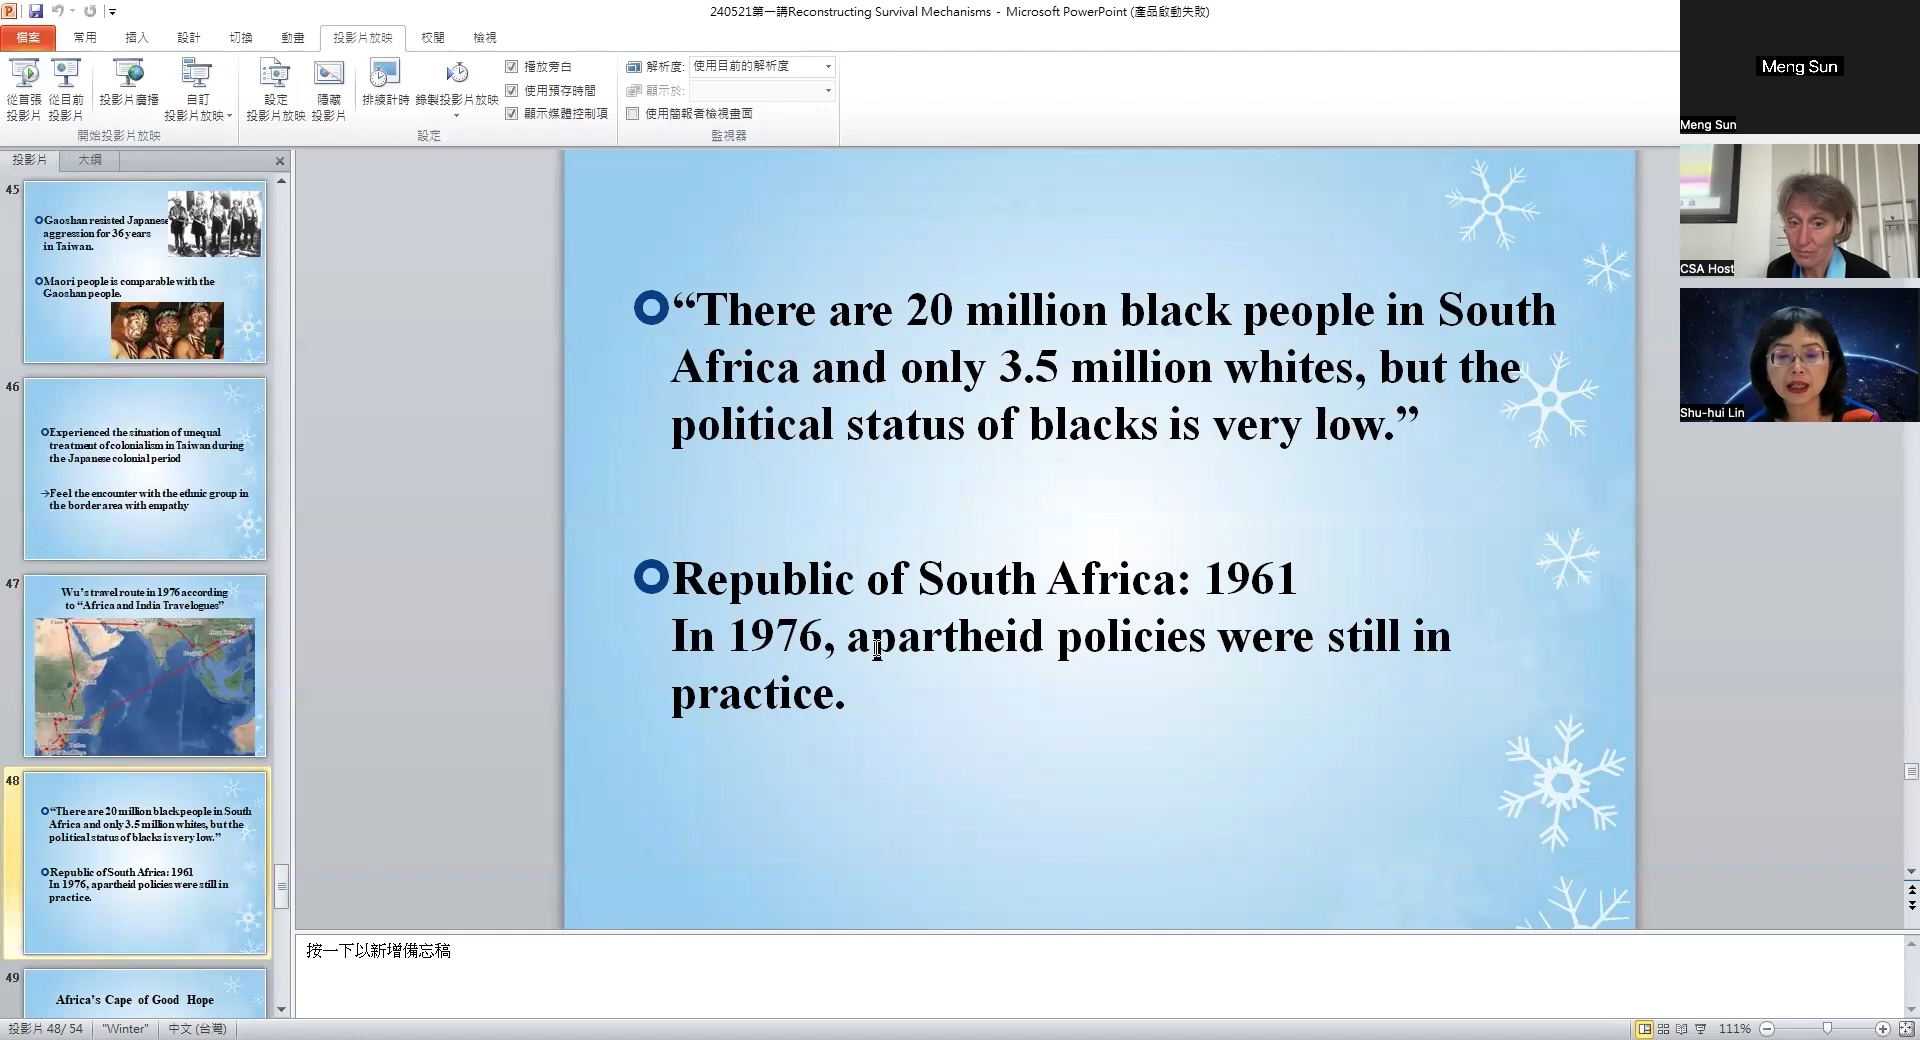 240521第一講Reconstructing Survival Mechanisms - Microsoft PowerPoint (產品啟動失敗)
檔案 常用 插入 設計 切換 動畫 投影片放映 校閱 檢視
從首張投影片
從目前投影片
投影片廣播
自訂投影片放映
開始投影片放映
設定投影片放映
隱藏投影片
排練計時
錄製投影片放映
播放旁白
使用預存時間
顯示媒體控制項
設定
解析度: 使用目前的解析度
顯示於:
使用簡報者檢視畫面
監視器
投影片 大綱
45
Gaoshan resisted Japanese
aggression for 36 years
in Taiwan.
Maori people is comparable with the
Gaoshan people.
46
Experienced the situation of unequal
treatment of colonialism in Taiwan during
the Japanese colonial period
→Feel the encounter with the ethnic group in
the border area with empathy
47
Wu's travel route in 1976 according
to “Africa and India Travelogues”
48
“There are 20 million black people in South
Africa and only 3.5 million whites, but the
political status of blacks is very low.”
Republic of South Africa: 1961
In 1976, apartheid policies were still in
practice.
49
Africa's Cape of Good Hope
“There are 20 million black people in South
Africa and only 3.5 million whites, but the
political status of blacks is very low.”
Republic of South Africa: 1961
In 1976, apartheid policies were still in
practice.
按一下以新增備忘稿
投影片 48/ 54 "Winter" 中文 (台灣)
111%
Meng Sun
Meng Sun
CSA Host
Shu-hui Lin